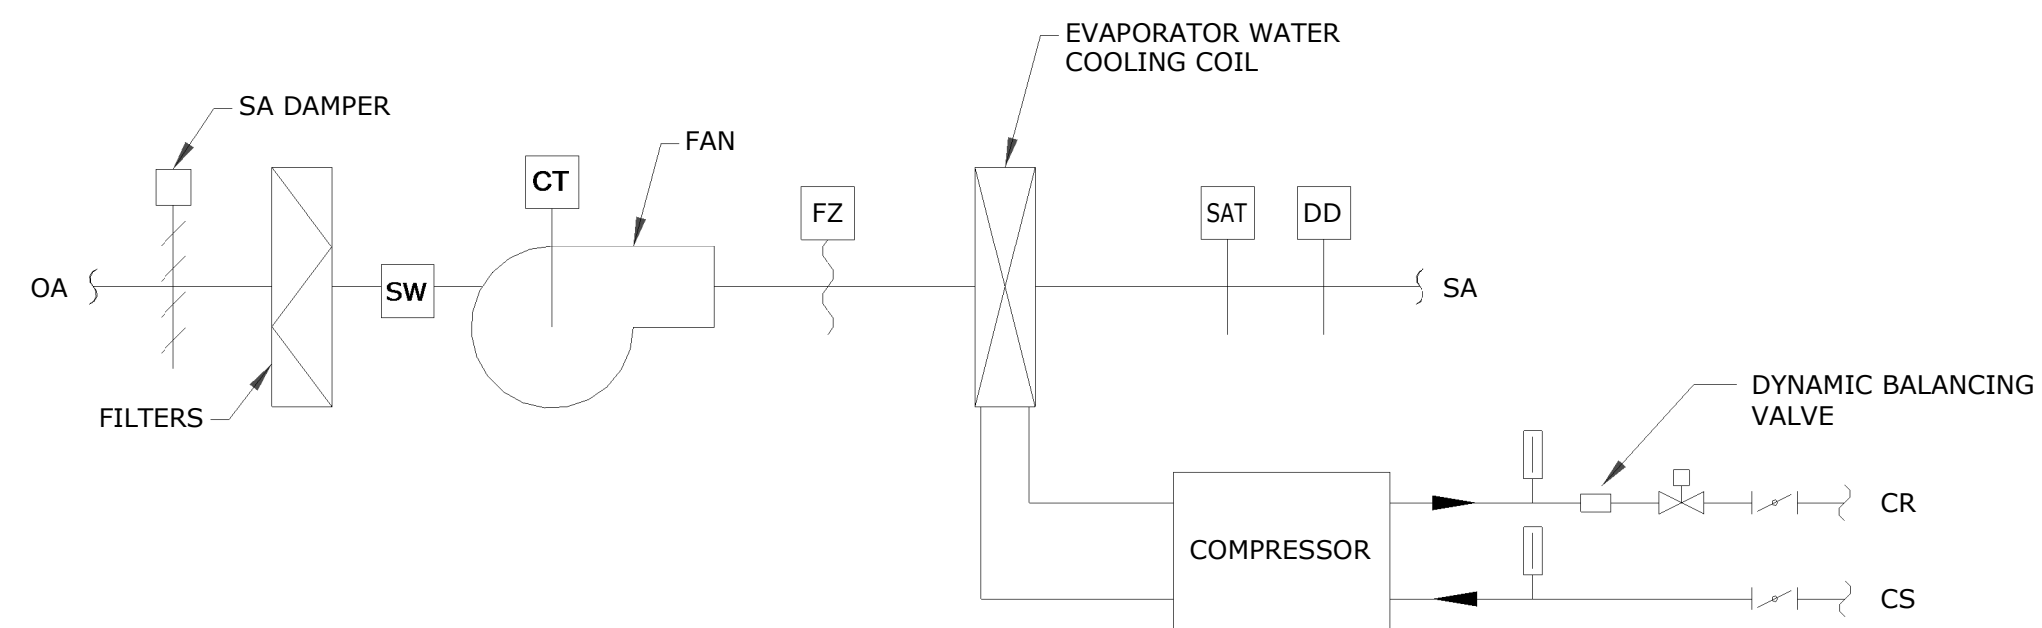 EVAPORATOR WATER
COOLING COIL
SA DAMPER
FAN
CT
FZ
SAT
DD
OA
SW
SA
FILTERS
DYNAMIC BALANCING
VALVE
CR
COMPRESSOR
CS